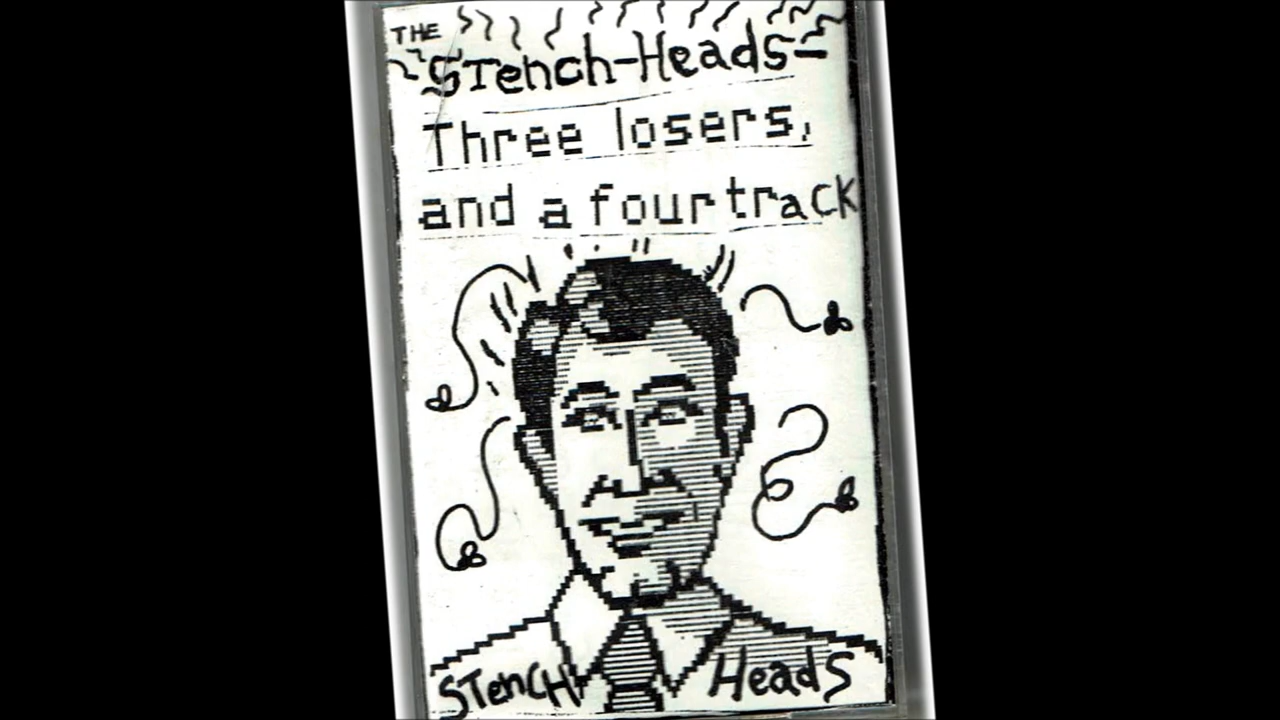 THE
STench-Heads
Three losers,
and a fourtrack
STenCH HeadS